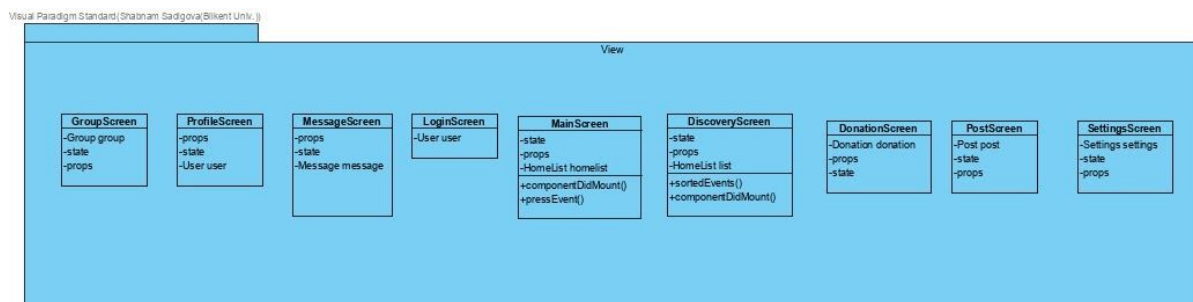 Visual Paradigm Standard(Shabnam Sadigova(Bilkent Univ.))
View
GroupScreen
-Group group
-state
-props
ProfileScreen
-props
-state
-User user
MessageScreen
-props
-state
-Message message
LoginScreen
-User user
MainScreen
-state
-props
-HomeList homelist
+componentDidMount()
+pressEvent()
DiscoveryScreen
-state
-props
-HomeList list
+sortedEvents()
+componentDidMount()
DonationScreen
-Donation donation
-props
-state
PostScreen
-Post post
-state
-props
SettingsScreen
-Settings settings
-state
-props